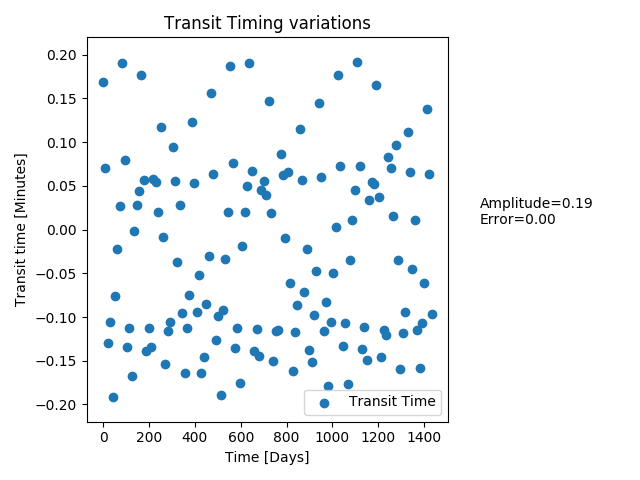 Transit Timing variations
Transit time [Minutes]
0.20
0.15
0.10
0.05
0.00
−0.05
−0.10
−0.15
−0.20
Amplitude=0.19
Error=0.00
Transit Time
0 200 400 600 800 1000 1200 1400
Time [Days]